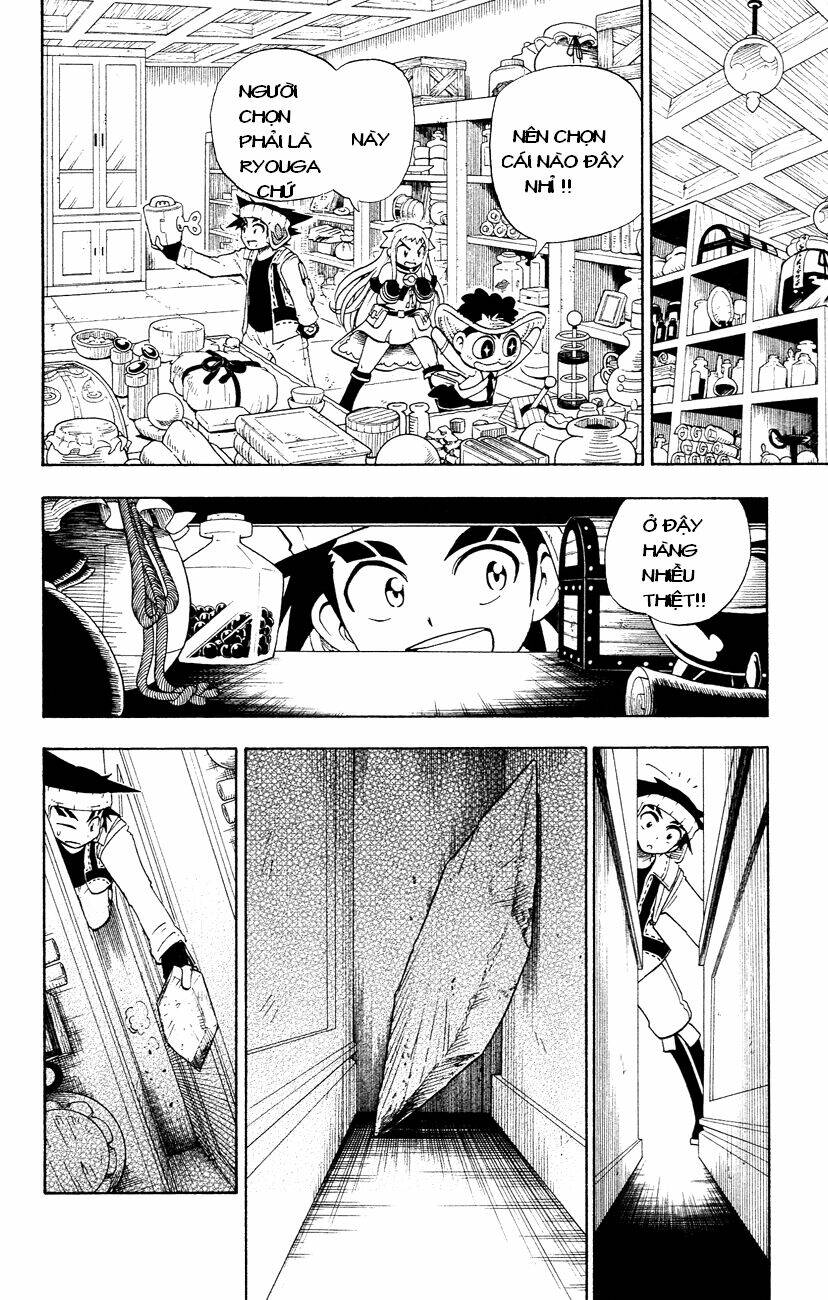 NÊN CHỌN
CÁI NÀO ĐÂY
NHỈ !!
NÀY
NGƯỜI
CHỌN
PHẢI LÀ
RYOUGA
CHỨ
Ở ĐẬY
HÀNG
NHIỀU
THIỆT!!